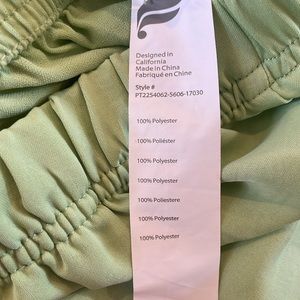 Designed in
California
Made in China
Fabriqué en Chine
Style #
PT2254062-5606-17030
100% Polyester
100% Poliéster
100% Polyester
100% Polyester
100% Poliestere
100% Polyester
100% Polyester